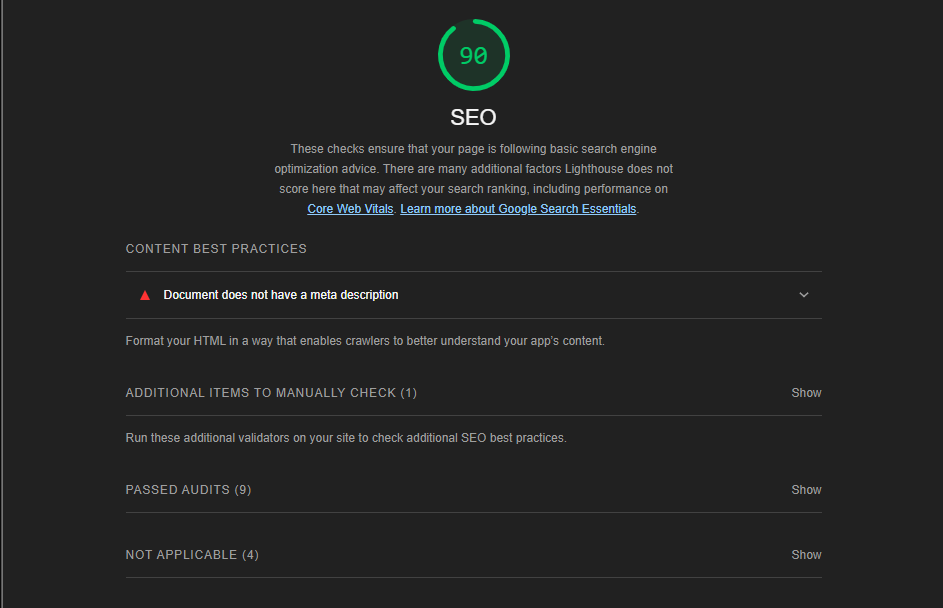 90
SEO
These checks ensure that your page is following basic search engine
optimization advice. There are many additional factors Lighthouse does not
score here that may affect your search ranking, including performance on
Core Web Vitals. Learn more about Google Search Essentials.
CONTENT BEST PRACTICES
Document does not have a meta description
Format your HTML in a way that enables crawlers to better understand your app’s content.
ADDITIONAL ITEMS TO MANUALLY CHECK (1) Show
Run these additional validators on your site to check additional SEO best practices.
PASSED AUDITS (9) Show
NOT APPLICABLE (4) Show